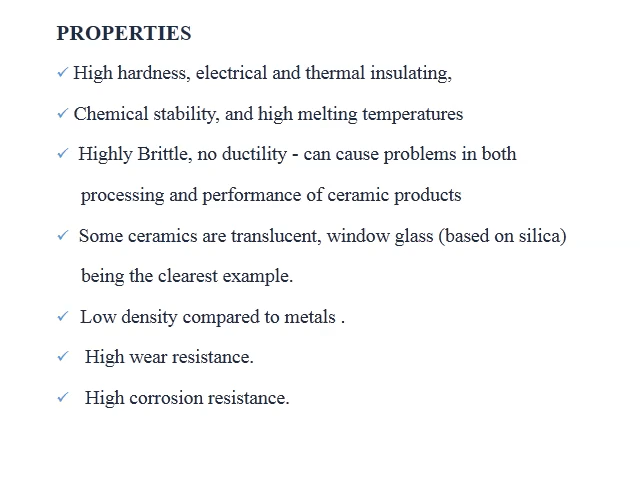 PROPERTIES
✓ High hardness, electrical and thermal insulating,
✓ Chemical stability, and high melting temperatures
✓ Highly Brittle, no ductility - can cause problems in both
processing and performance of ceramic products
✓ Some ceramics are translucent, window glass (based on silica)
being the clearest example.
✓ Low density compared to metals .
✓ High wear resistance.
✓ High corrosion resistance.